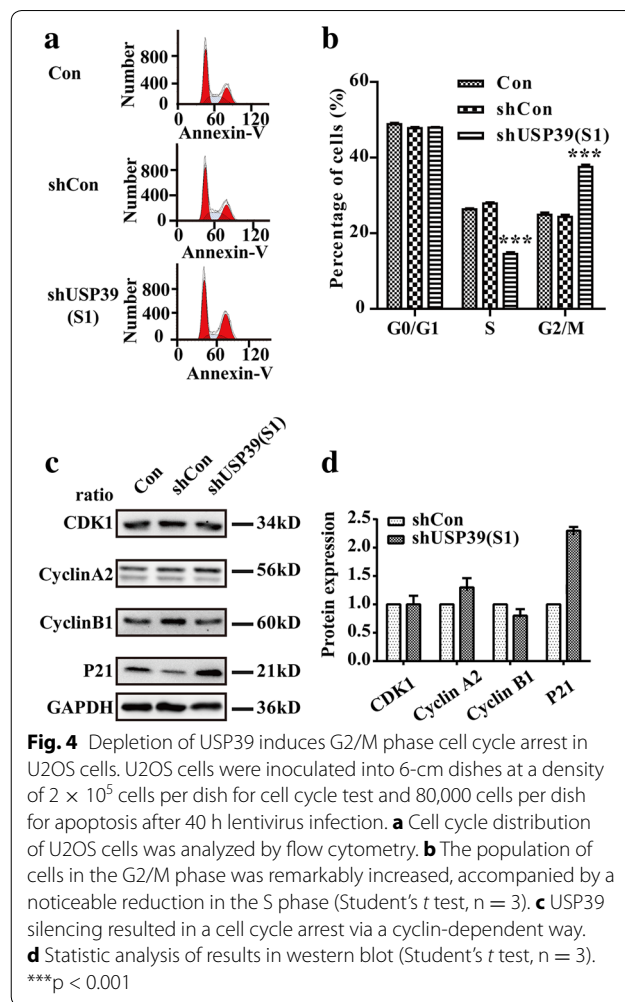 a
Con
Number
800
400
0
0 60 120
Annexin-V
shCon
Number
800
400
0
0 60 120
Annexin-V
shUSP39
(S1)
Number
800
400
0
0 60 120
Annexin-V
b
Percentage of cells (%)
60
40
20
0
Con
shCon
shUSP39(S1)
***
***
G0/G1 S G2/M
c
ratio Con shCon shUSP39(S1)
CDK1 34kD
CyclinA2 56kD
CyclinB1 60kD
P21 21kD
GAPDH 36kD
d
Protein expression
2.5
2.0
1.5
1.0
0.5
0.0
shCon
shUSP39(S1)
CDK1 Cyclin A2 Cyclin B1 P21
Fig. 4 Depletion of USP39 induces G2/M phase cell cycle arrest in
U2OS cells. U2OS cells were inoculated into 6-cm dishes at a density
of 2 × 10⁵ cells per dish for cell cycle test and 80,000 cells per dish
for apoptosis after 40 h lentivirus infection. a Cell cycle distribution
of U2OS cells was analyzed by flow cytometry. b The population of
cells in the G2/M phase was remarkably increased, accompanied by a
noticeable reduction in the S phase (Student's t test, n = 3). c USP39
silencing resulted in a cell cycle arrest via a cyclin-dependent way.
d Statistic analysis of results in western blot (Student's t test, n = 3).
***p < 0.001